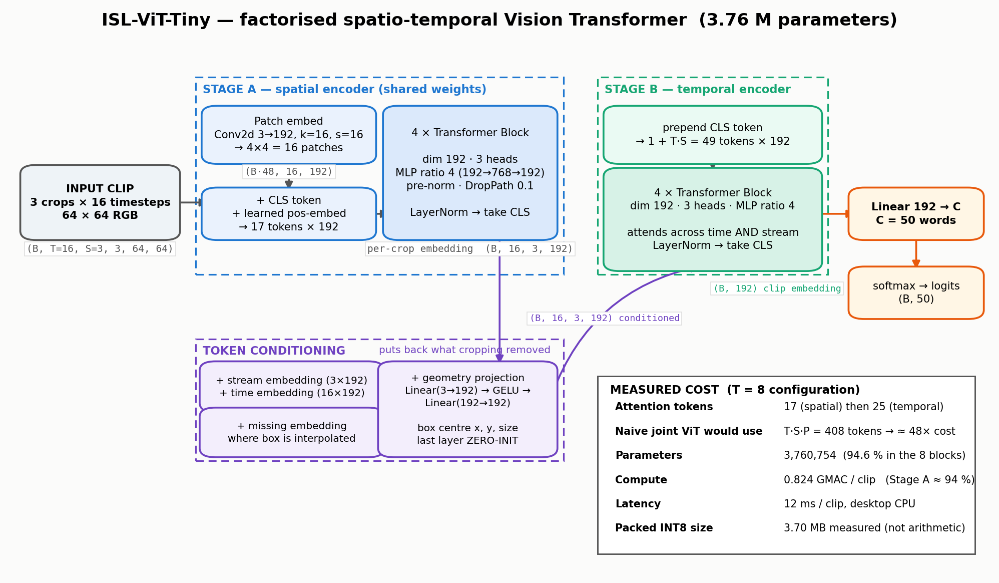 ISL-ViT-Tiny — factorised spatio-temporal Vision Transformer (3.76 M parameters)
INPUT CLIP
3 crops × 16 timesteps
64 × 64 RGB
(B, T=16, S=3, 3, 64, 64)
STAGE A — spatial encoder (shared weights)
Patch embed
Conv2d 3→192, k=16, s=16
→ 4×4 = 16 patches
(B·48, 16, 192)
+ CLS token
+ learned pos-embed
→ 17 tokens × 192
4 × Transformer Block
dim 192 · 3 heads
MLP ratio 4 (192→768→192)
pre-norm · DropPath 0.1
LayerNorm → take CLS
per-crop embedding (B, 16, 3, 192)
STAGE B — temporal encoder
prepend CLS token
→ 1 + T·S = 49 tokens × 192
4 × Transformer Block
dim 192 · 3 heads · MLP ratio 4
attends across time AND stream
LayerNorm → take CLS
(B, 192) clip embedding
Linear 192 → C
C = 50 words
softmax → logits
(B, 50)
(B, 16, 3, 192) conditioned
TOKEN CONDITIONING
puts back what cropping removed
+ stream embedding (3×192)
+ time embedding (16×192)
+ missing embedding
where box is interpolated
+ geometry projection
Linear(3→192) → GELU →
Linear(192→192)
box centre x, y, size
last layer ZERO-INIT
MEASURED COST (T = 8 configuration)
Attention tokens 17 (spatial) then 25 (temporal)
Naive joint ViT would use T·S·P = 408 tokens → ≈ 48× cost
Parameters 3,760,754 (94.6 % in the 8 blocks)
Compute 0.824 GMAC / clip (Stage A ≈ 94 %)
Latency 12 ms / clip, desktop CPU
Packed INT8 size 3.70 MB measured (not arithmetic)